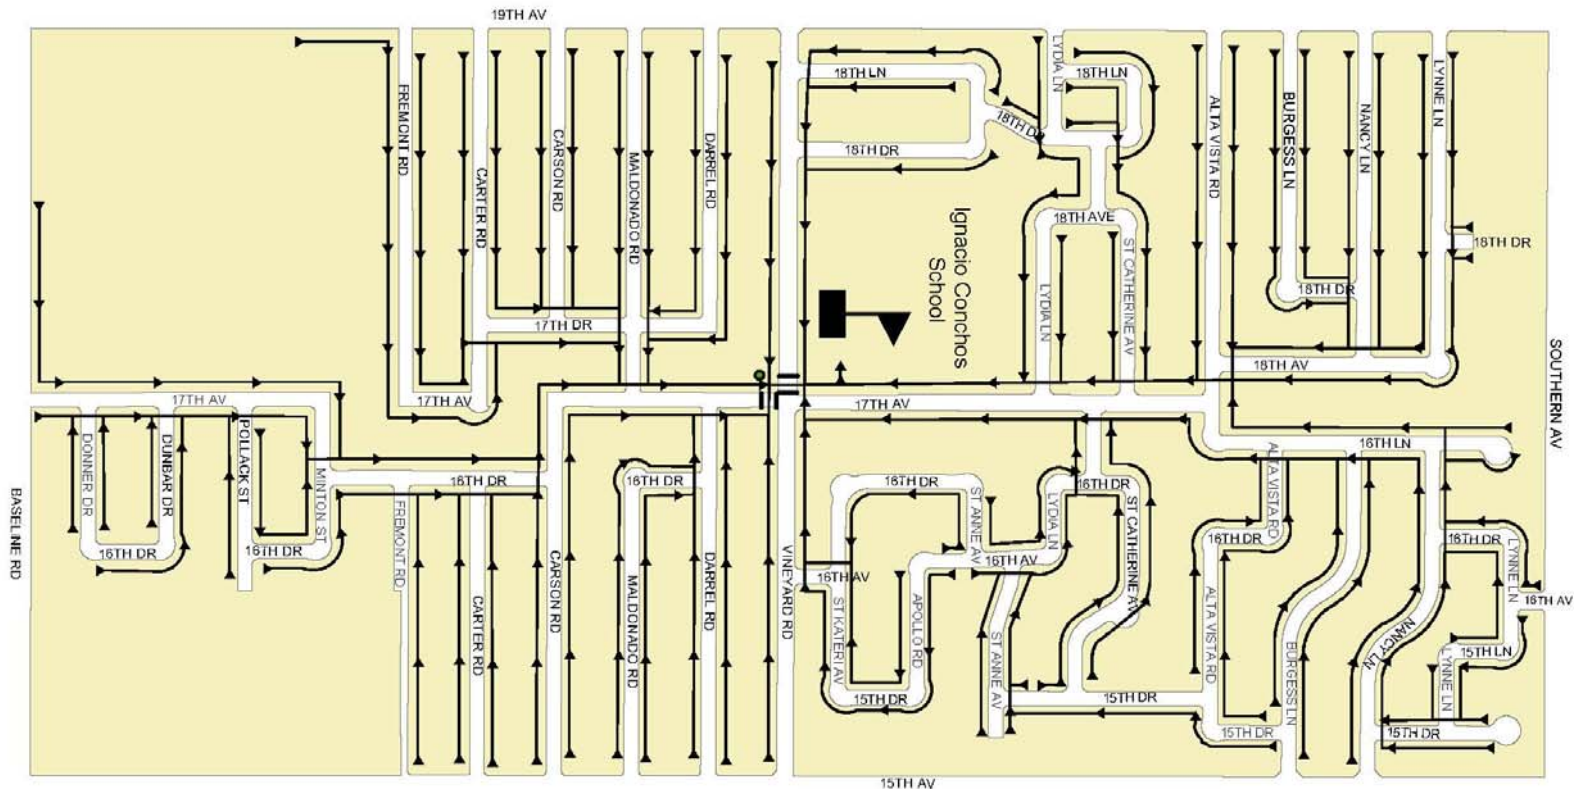 19TH AV
LYDIA LN
18TH LN
18TH LN
FREMONT RD
CARTER RD
CARSON RD
MALDONADO RD
DARREL RD
18TH DR
18TH DR
ALTA VISTA RD
BURGESS LN
NANCY LN
LYNNE LN
Ignacio Conchos
School
18TH AVE
LYDIA LN
ST CATHERINE AV
18TH DR
18TH DR
17TH DR
SOUTHERN AV
18TH AV
17TH AV
17TH AV
17TH AV
16TH LN
DONNER DR
DUNBAR DR
POLLACK ST
MINTON ST
BASELINE RD
16TH DR
16TH DR
16TH DR
16TH DR
16TH DR
ST ANNE AV
LYDIA LN
16TH DR
ALTA VISTA RD
16TH DR
16TH DR
LYNNE LN
16TH AV
FREMONT RD
CARTER RD
CARSON RD
MALDONADO RD
DARREL RD
VINEYARD RD
16TH AV
16TH AV
ST KATERI AV
APOLLO RD
ST ANNE AV
ST CATHERINE AV
ALTA VISTA RD
BURGESS LN
NANCY LN
15TH LN
LYNNE LN
15TH DR
15TH DR
15TH DR
15TH DR
15TH AV